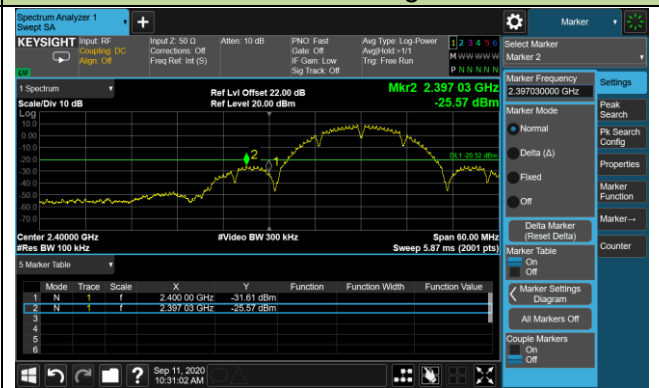 Spectrum Analyzer 1
Swept SA
+
Marker
KEYSIGHT
Input: RF
Coupling: DC
Align: Off
Input Z: 50 Ω
Corrections: Off
Freq Ref: Int (S)
Atten: 10 dB
PNO: Fast
Gate: Off
IF Gain: Low
Sig Track: Off
Avg Type: Log-Power
Avg|Hold:>1/1
Trig: Free Run
1 2 3 4 5 6
M W W W W W
P N N N N N
LM
Select Marker
Marker 2
1 Spectrum
Scale/Div 10 dB
Ref Lvl Offset 22.00 dB
Ref Level 20.00 dBm
Mkr2 2.397 03 GHz
-25.57 dBm
Log
10.0
0.00
-10.0
-20.0
-30.0
-40.0
-50.0
-60.0
-70.0
2
1
DL1 -20.52 dBm
Center 2.40000 GHz
#Res BW 100 kHz
#Video BW 300 kHz
Span 60.00 MHz
Sweep 5.87 ms (2001 pts)
5 Marker Table
Mode Trace Scale X Y Function Function Width Function Value
1 N 1 f 2.400 00 GHz -31.61 dBm
2 N 1 f 2.397 03 GHz -25.57 dBm
3
4
5
6
Marker Frequency
2.397030000 GHz
Marker Mode
Normal
Delta (Δ)
Fixed
Off
Delta Marker
(Reset Delta)
Marker Table
On
Off
Marker Settings
Diagram
All Markers Off
Couple Markers
On
Off
Settings
Peak
Search
Pk Search
Config
Properties
Marker
Function
Marker→
Counter
?
Sep 11, 2020
10:31:02 AM